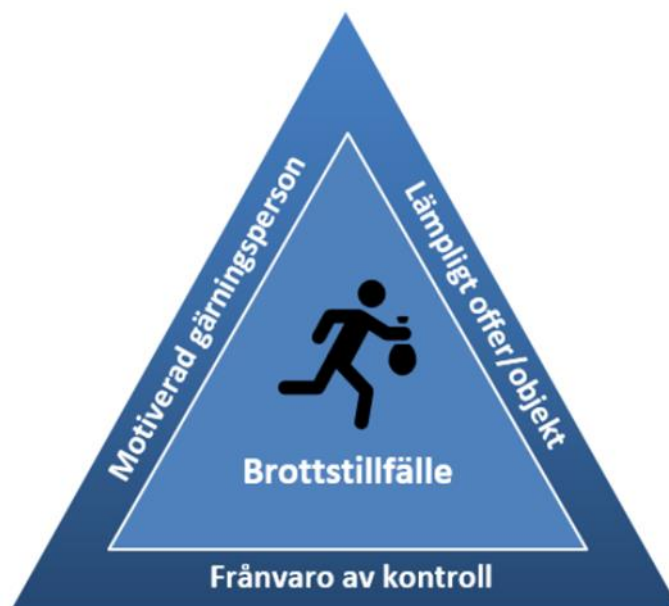 Motiverad gärningsperson
Lämpligt offer/objekt
Brottstillfälle
Frånvaro av kontroll